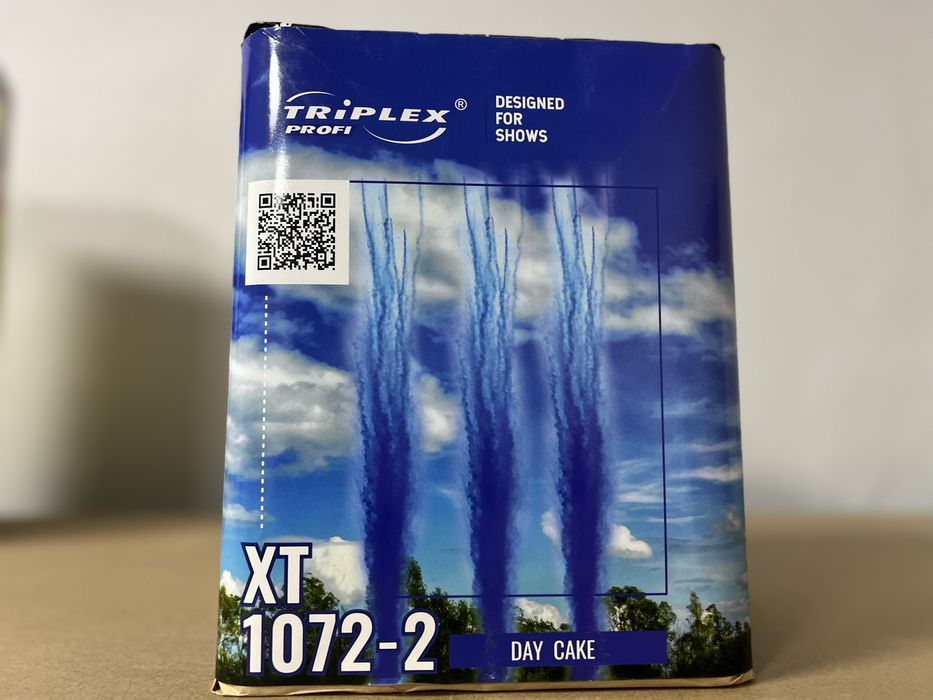 TRiPLEX®
PROFI
DESIGNED
FOR
SHOWS
XT
1072-2
DAY CAKE